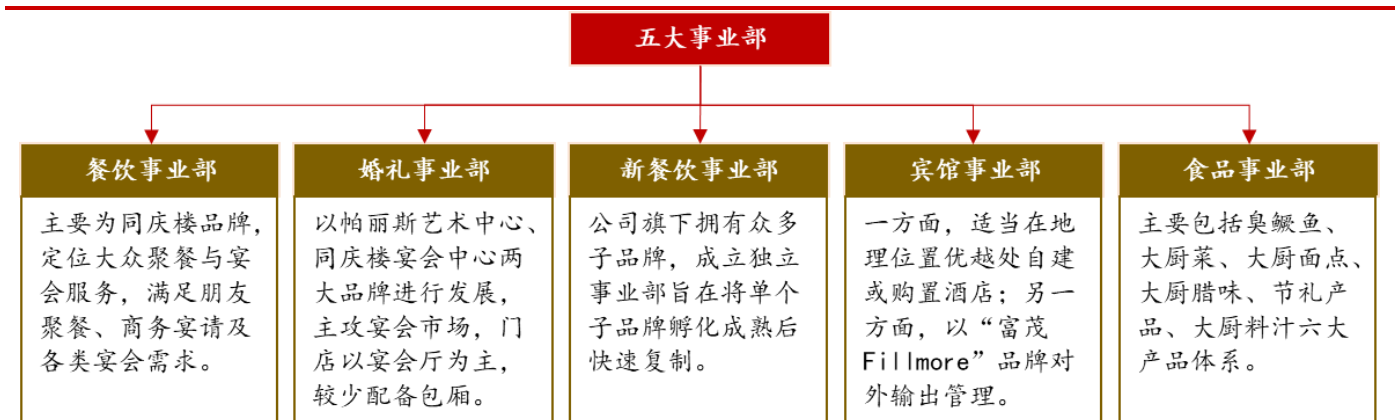 五大事业部
餐饮事业部
主要为同庆楼品牌，
定位大众聚餐与宴
会服务，满足朋友
聚餐、商务宴请及
各类宴会需求。
婚礼事业部
以帕丽斯艺术中心、
同庆楼宴会中心两
大品牌进行发展，
主攻宴会市场，门
店以宴会厅为主，
较少配备包厢。
新餐饮事业部
公司旗下拥有众多
子品牌，成立独立
事业部旨在将单个
子品牌孵化成熟后
快速复制。
宾馆事业部
一方面，适当在地
理位置优越处自建
或购置酒店；另一
方面，以“富茂
Fillmore”品牌对
外输出管理。
食品事业部
主要包括臭鳜鱼、
大厨菜、大厨面点、
大厨腊味、节礼产
品、大厨料汁六大
产品体系。